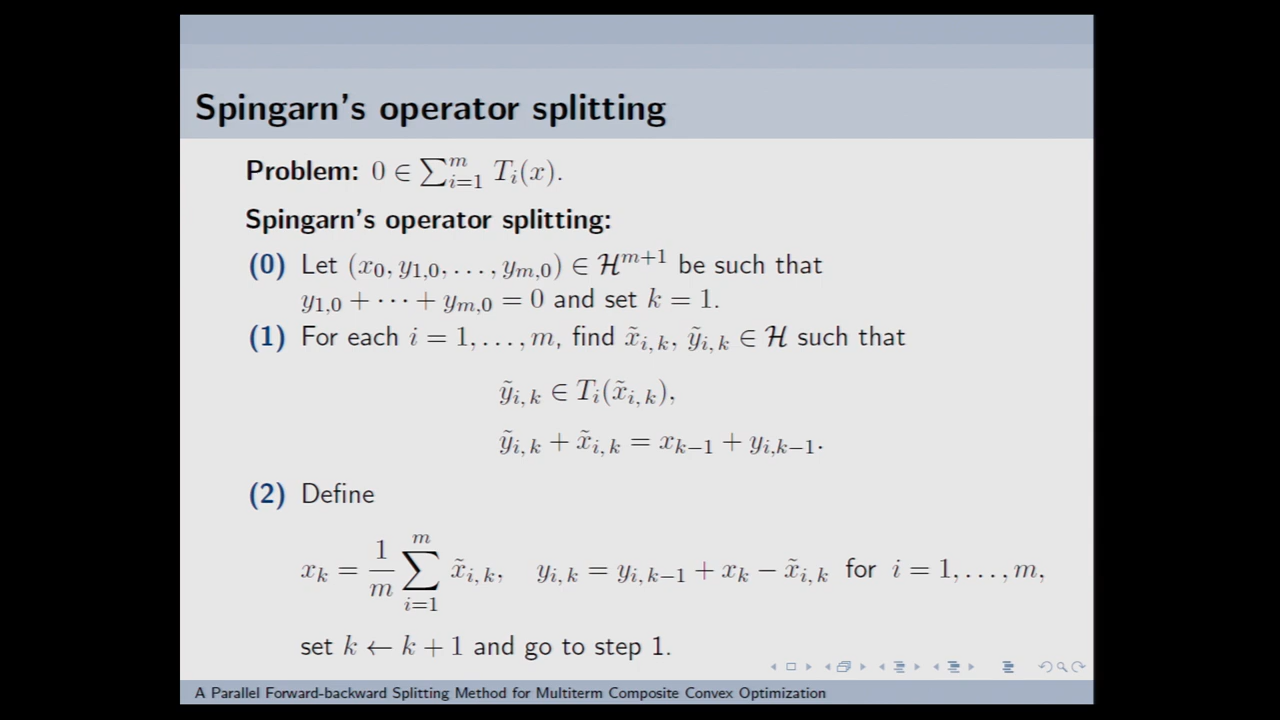 Spingarn's operator splitting
Problem: 0 ∈ ∑_{i=1}^{m} T_i(x).
Spingarn's operator splitting:
(0) Let (x_0, y_{1,0}, . . . , y_{m,0}) ∈ ℋ^{m+1} be such that
y_{1,0} + · · · + y_{m,0} = 0 and set k = 1.
(1) For each i = 1, . . . , m, find x̃_{i,k}, ỹ_{i,k} ∈ ℋ such that
ỹ_{i,k} ∈ T_i(x̃_{i,k}),
ỹ_{i,k} + x̃_{i,k} = x_{k−1} + y_{i,k−1}.
(2) Define
x_k = \frac{1}{m} ∑_{i=1}^{m} x̃_{i,k}, y_{i,k} = y_{i,k−1} + x_k − x̃_{i,k} for i = 1, . . . , m,
set k ← k + 1 and go to step 1.
A Parallel Forward-backward Splitting Method for Multiterm Composite Convex Optimization